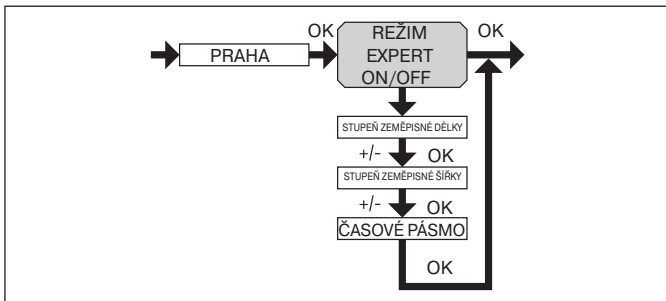 OK
REŽIM
EXPERT
ON/OFF
OK
PRAHA
STUPEŇ ZEMĚPISNÉ DÉLKY
+/-
OK
STUPEŇ ZEMĚPISNÉ ŠÍŘKY
+/-
OK
ČASOVÉ PÁSMO
OK